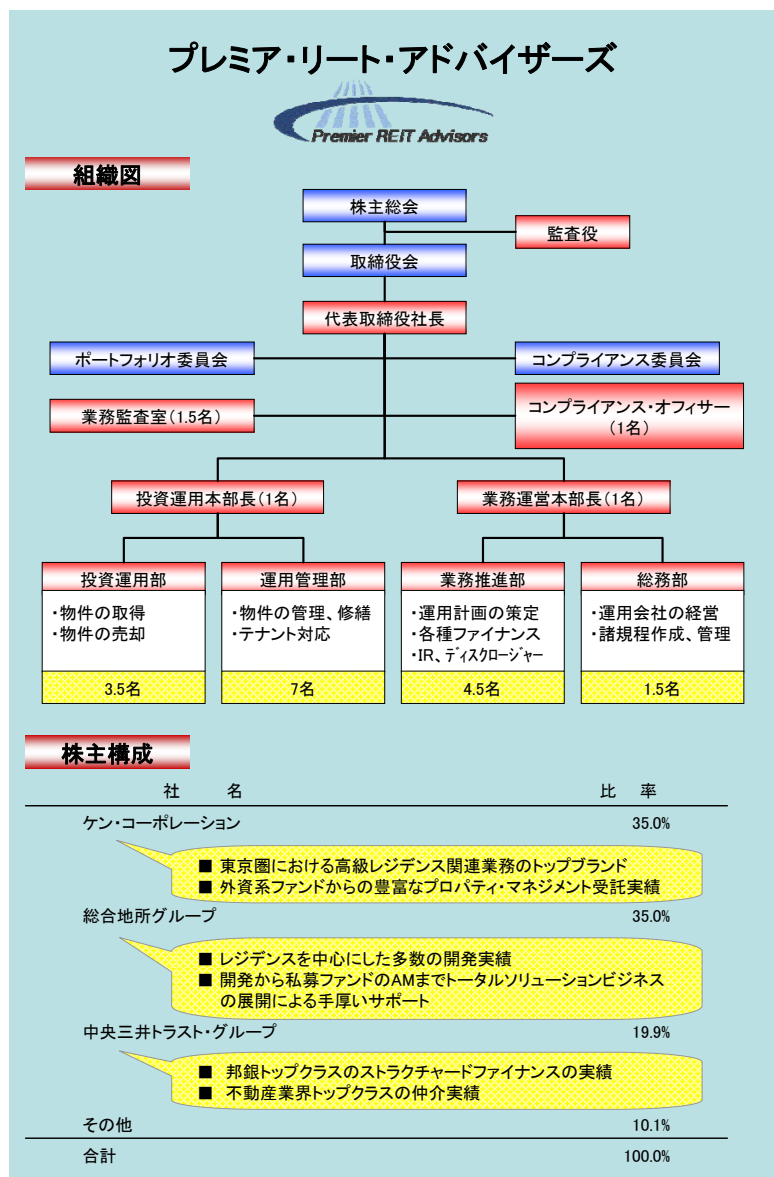 プレミア・リート・アドバイザーズ
Premier REIT Advisors
組織図
株主総会
監査役
取締役会
代表取締役社長
ポートフォリオ委員会
コンプライアンス委員会
業務監査室(1.5名)
コンプライアンス・オフィサー
(1名)
投資運用本部長(1名)
業務運営本部長(1名)
投資運用部
・物件の取得
・物件の売却
3.5名
運用管理部
・物件の管理、修繕
・テナント対応
7名
業務推進部
・運用計画の策定
・各種ファイナンス
・IR、ディスクロージャー
4.5名
総務部
・運用会社の経営
・諸規程作成、管理
1.5名
株主構成
社 名 比 率
ケン・コーポレーション 35.0%
■ 東京圏における高級レジデンス関連業務のトップブランド
■ 外資系ファンドからの豊富なプロパティ・マネジメント受託実績
総合地所グループ 35.0%
■ レジデンスを中心にした多数の開発実績
■ 開発から私募ファンドのAMまでトータルソリューションビジネス
の展開による手厚いサポート
中央三井トラスト・グループ 19.9%
■ 邦銀トップクラスのストラクチャードファイナンスの実績
■ 不動産業界トップクラスの仲介実績
その他 10.1%
合計 100.0%